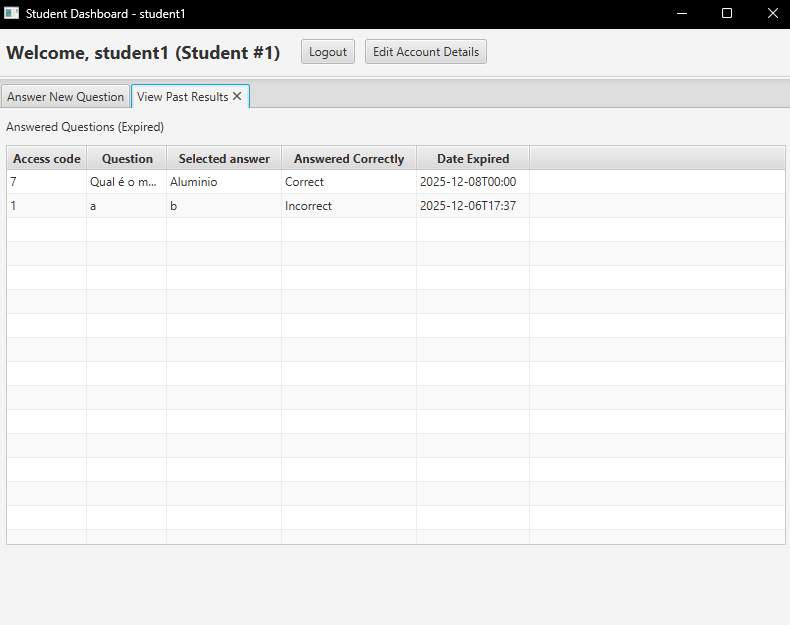 Student Dashboard - student1
Welcome, student1 (Student #1) Logout Edit Account Details
Answer New Question View Past Results
Answered Questions (Expired)
Access code Question Selected answer Answered Correctly Date Expired
7 Qual é o m... Aluminio Correct 2025-12-08T00:00
1 a b Incorrect 2025-12-06T17:37